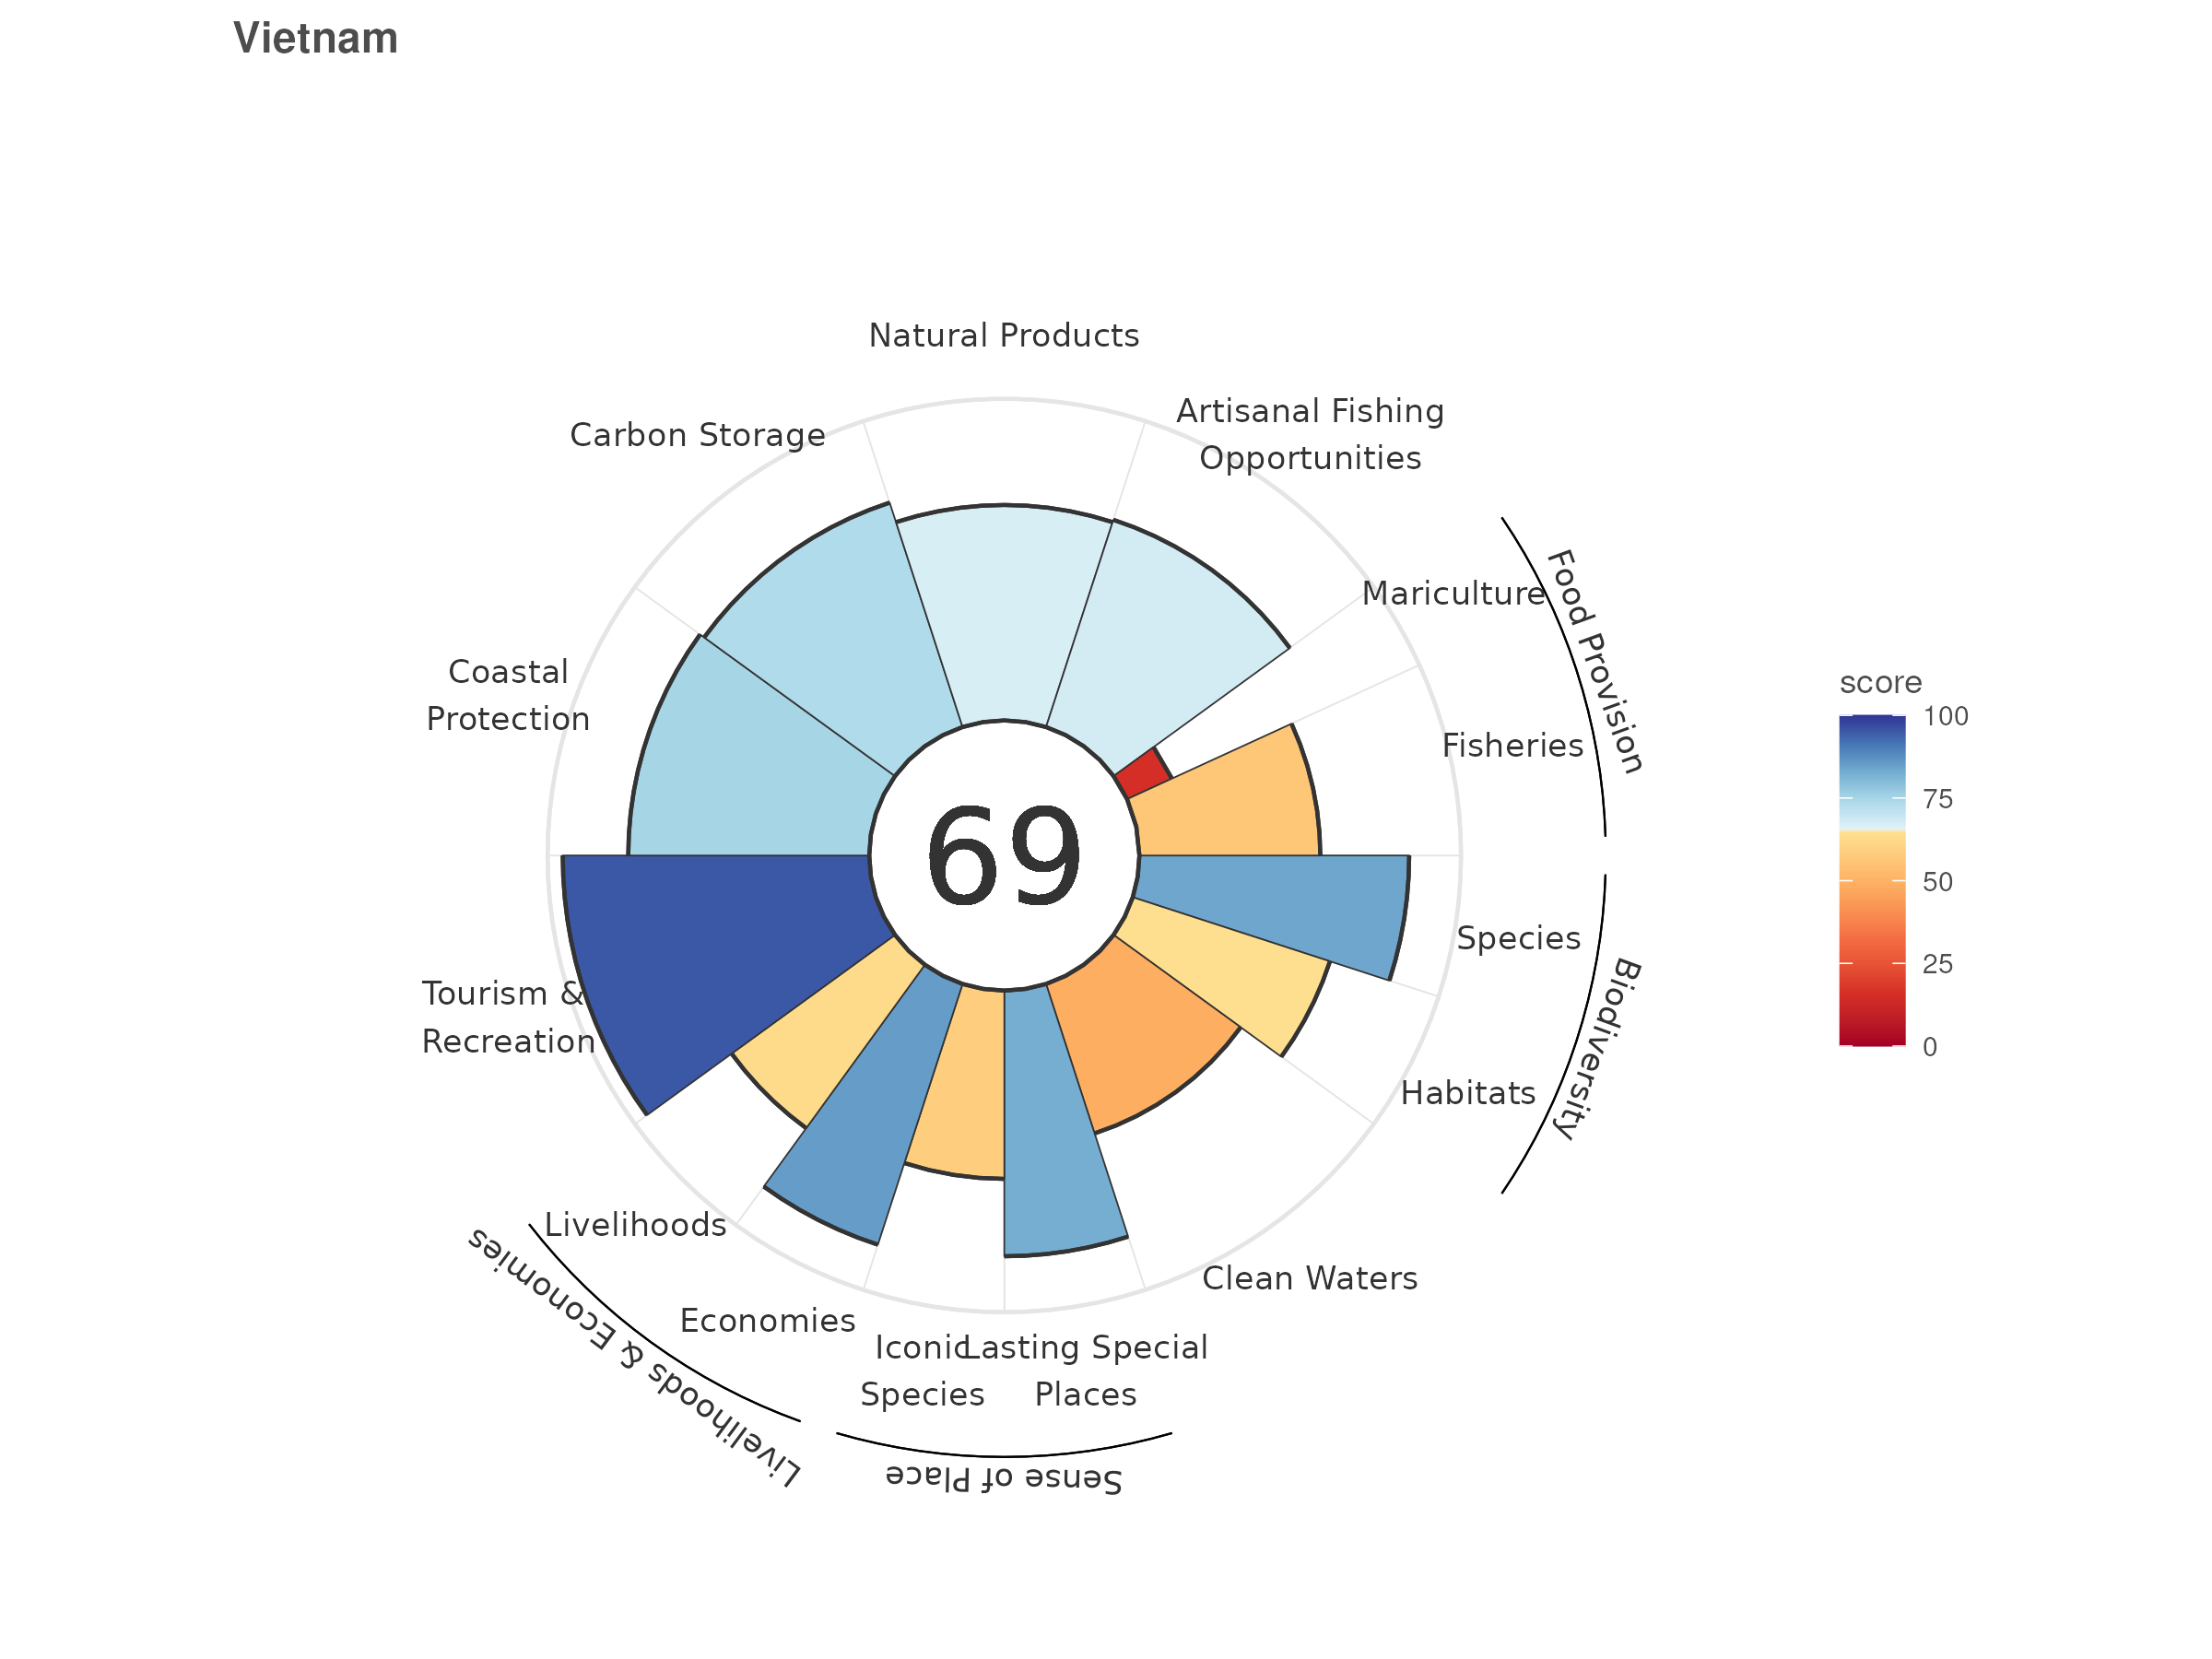 Vietnam
Natural Products
Artisanal Fishing
Opportunities
Carbon Storage
Mariculture
Food Provision
Coastal
Protection
Fisheries
69
Species
Biodiversity
Tourism &
Recreation
Habitats
Livelihoods
Clean Waters
Economies
Livelihoods & Economies
Iconic
Species
Lasting Special
Places
Sense of Place
score
100
75
50
25
0